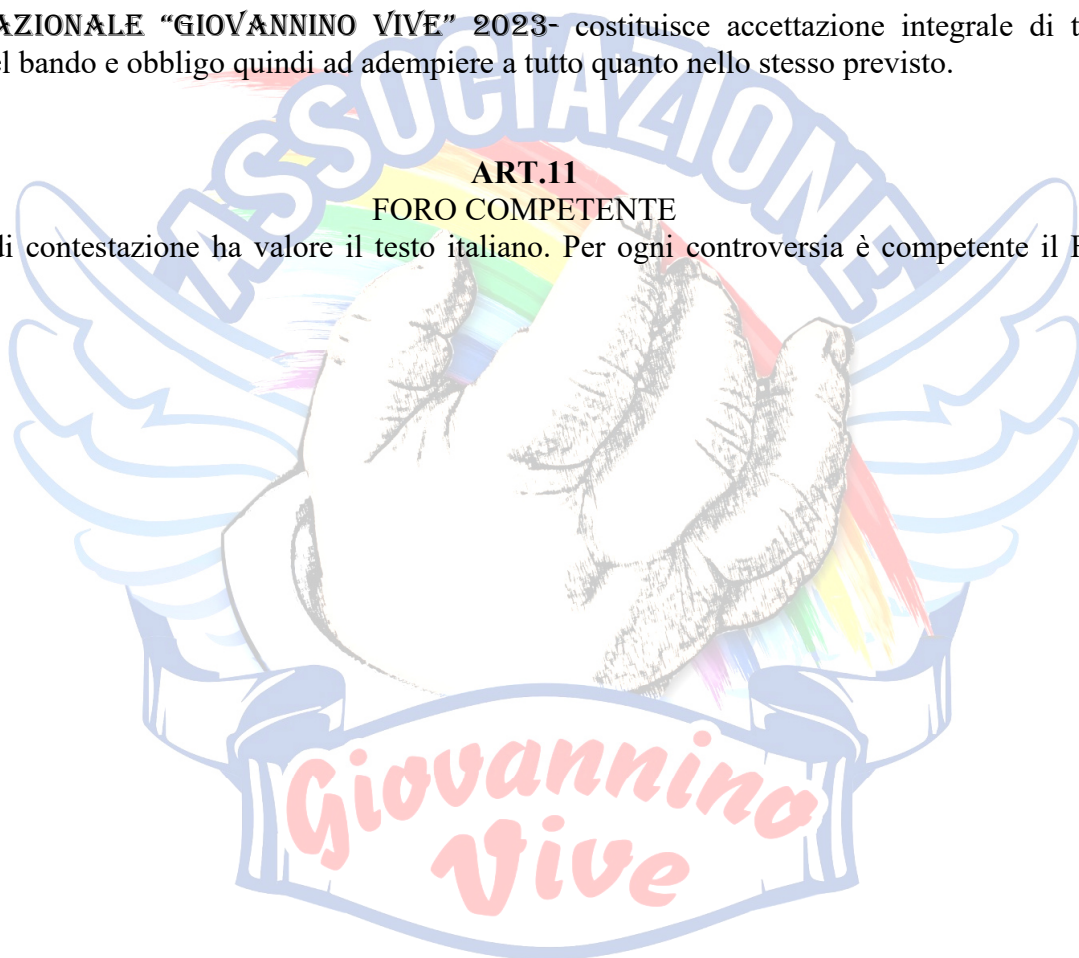 AZIONALE “GIOVANNINO VIVE” 2023- costituisce accettazione integrale di t
el bando e obbligo quindi ad adempiere a tutto quanto nello stesso previsto.
ASSOCIAZIONE
ART.11
FORO COMPETENTE
di contestazione ha valore il testo italiano. Per ogni controversia è competente il F
Giovannino
Vive